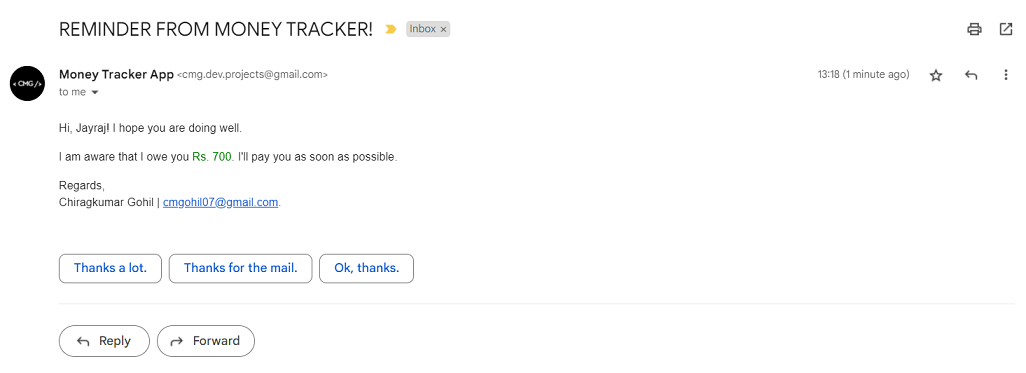 REMINDER FROM MONEY TRACKER! Inbox ×
<CMG/> Money Tracker App <cmg.dev.projects@gmail.com> 13:18 (1 minute ago)
to me
Hi, Jayraj! I hope you are doing well.
I am aware that I owe you Rs. 700. I'll pay you as soon as possible.
Regards,
Chiragkumar Gohil | cmgohil07@gmail.com.
Thanks a lot. Thanks for the mail. Ok, thanks.
Reply Forward